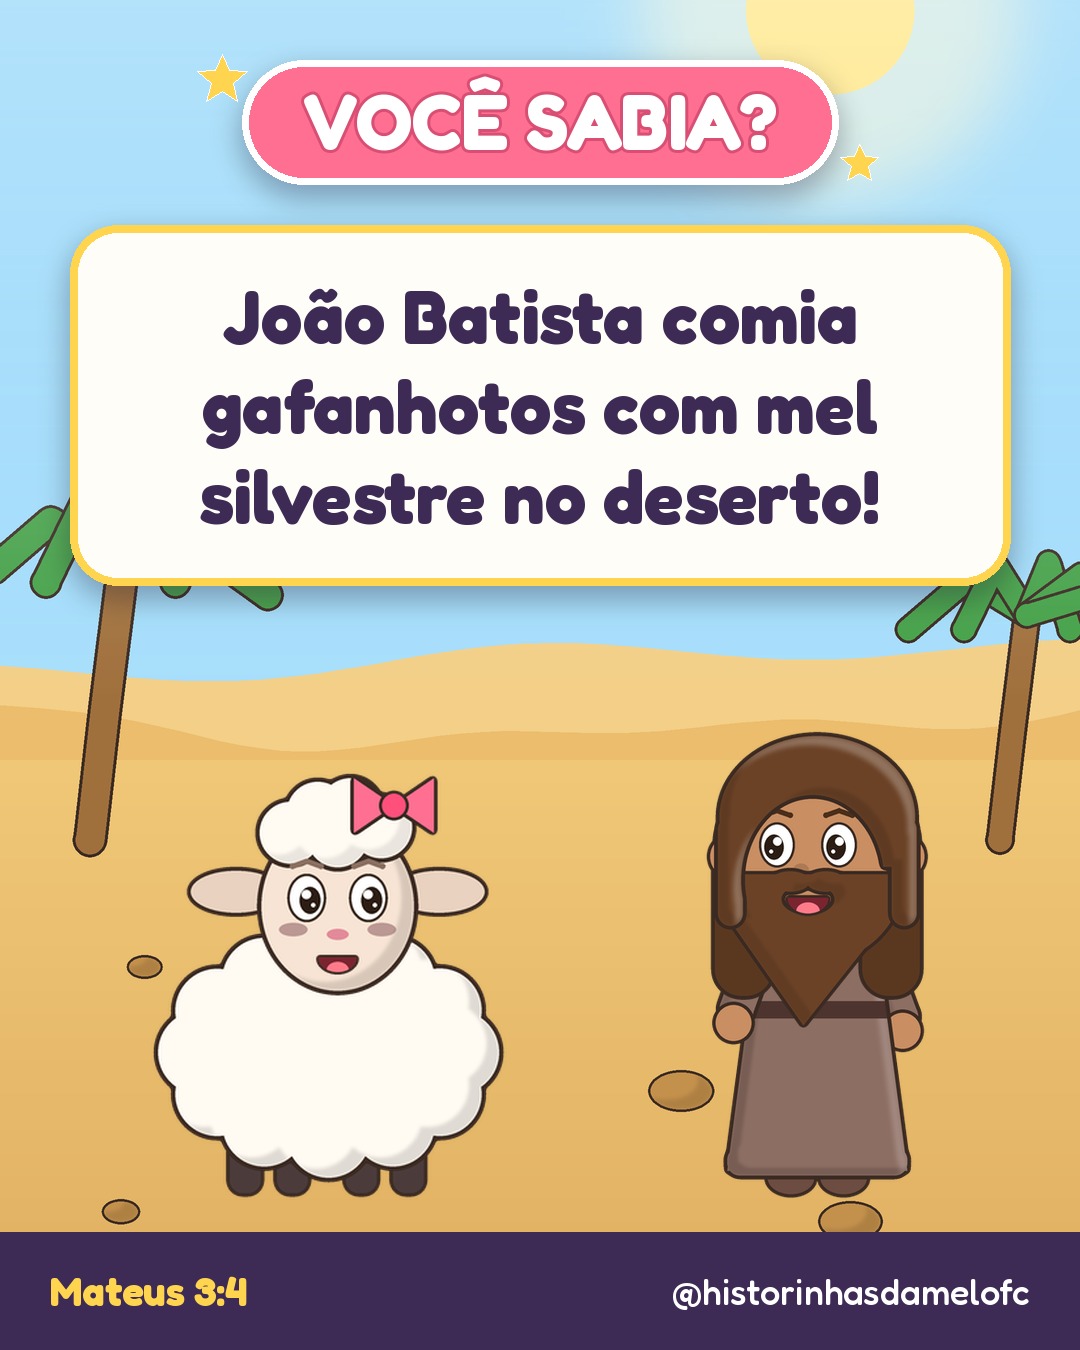 VOCÊ SABIA?
João Batista comia
gafanhotos com mel
silvestre no deserto!
Mateus 3:4
@historinhasdamelofc